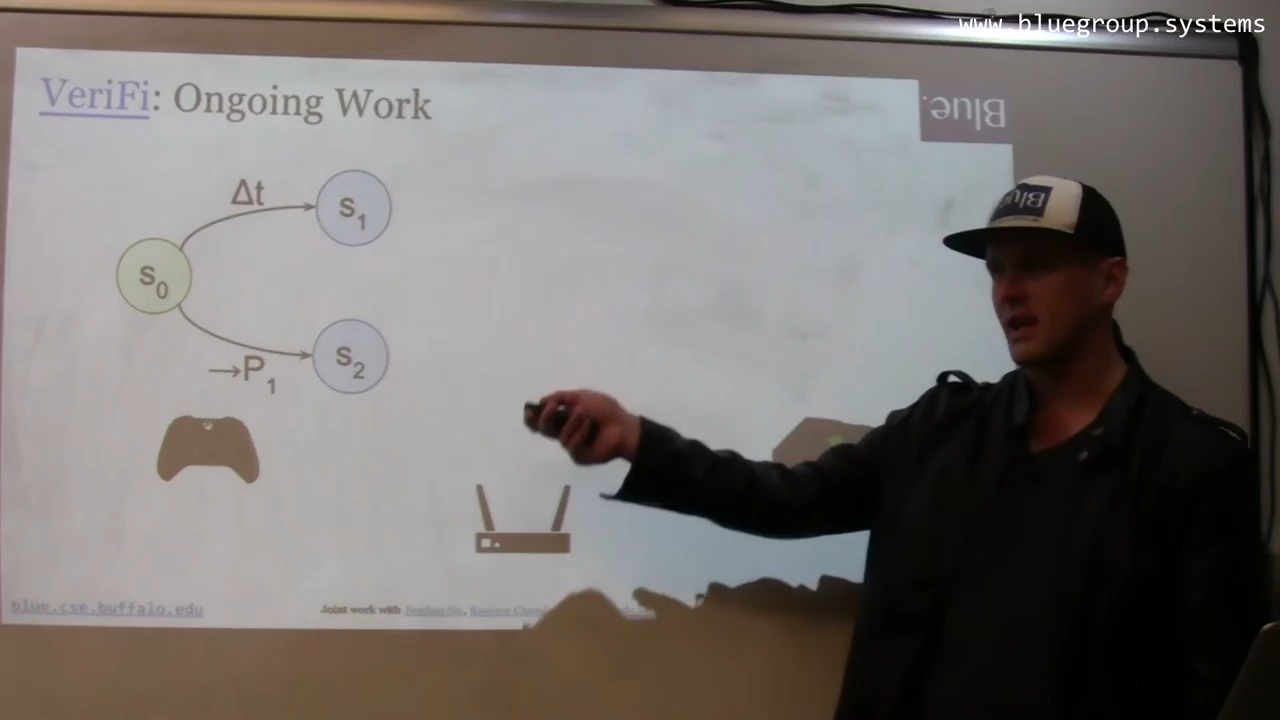 www.bluegroup.systems
VeriFi: Ongoing Work
Blue.
Δt
S1
S0
→P1
S2
Blue
blue.cse.buffalo.edu
Joint work with